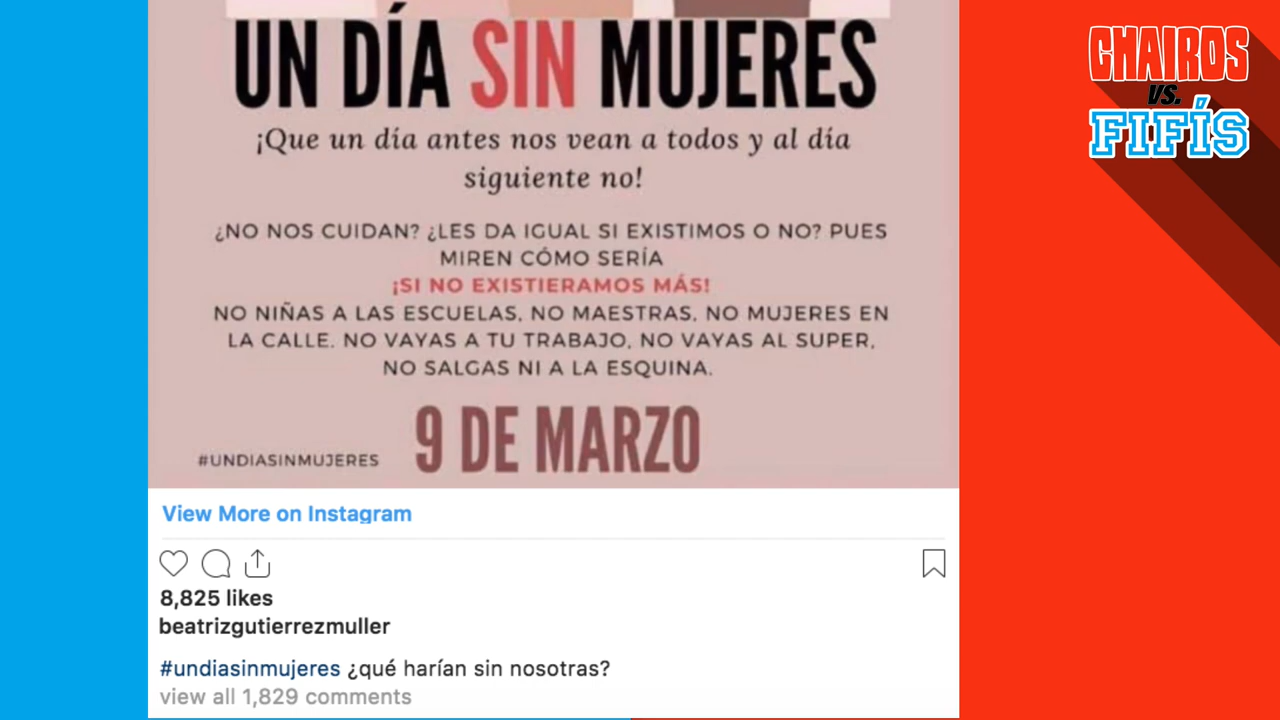 UN DÍA SIN MUJERES
¡Que un día antes nos vean a todos y al día
siguiente no!
¿NO NOS CUIDAN? ¿LES DA IGUAL SI EXISTIMOS O NO? PUES
MIREN CÓMO SERÍA
¡SI NO EXISTIERAMOS MÁS!
NO NIÑAS A LAS ESCUELAS, NO MAESTRAS, NO MUJERES EN
LA CALLE. NO VAYAS A TU TRABAJO, NO VAYAS AL SUPER,
NO SALGAS NI A LA ESQUINA.
#UNDIASINMUJERES
9 DE MARZO
View More on Instagram
8,825 likes
beatrizgutierrezmuller
#undiasinmujeres ¿qué harían sin nosotras?
view all 1,829 comments
CHAIROS
VS.
FIFÍS